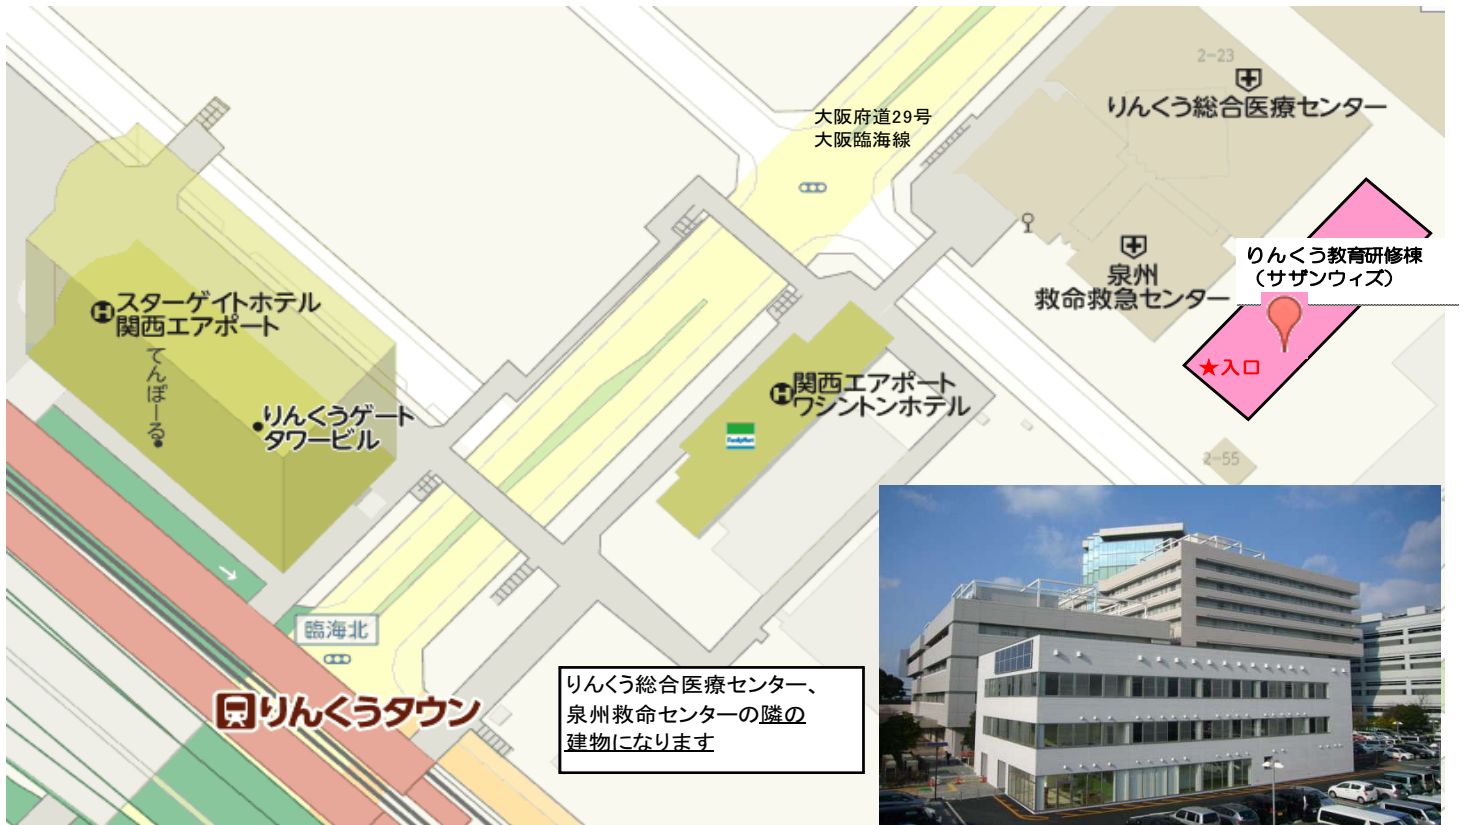 2-23
りんくう総合医療センター
大阪府道29号
大阪臨海線
泉州
救命救急センター
りんくう教育研修棟
(サザンウィズ)
★入口
スターゲイトホテル
関西エアポート
てんぽーる
りんくうゲート
タワービル
関西エアポート
ワシントンホテル
FamilyMart
2-55
臨海北
りんくうタウン
りんくう総合医療センター、
泉州救命センターの隣の
建物になります